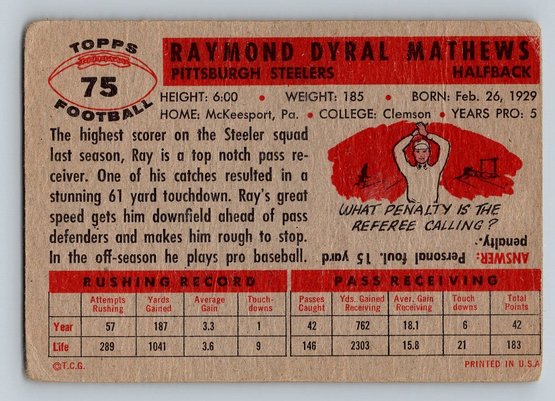 TOPPS
75
FOOTBALL
RAYMOND DYRAL MATHEWS
PITTSBURGH STEELERS HALFBACK
HEIGHT: 6:00 • WEIGHT: 185 • BORN: Feb. 26, 1929
HOME: McKeesport, Pa. • COLLEGE: Clemson • YEARS PRO: 5
The highest scorer on the Steeler squad
last season, Ray is a top notch pass re-
ceiver. One of his catches resulted in a
stunning 61 yard touchdown. Ray's great
speed gets him downfield ahead of pass
defenders and makes him rough to stop.
In the off-season he plays pro baseball.
WHAT PENALTY IS THE
REFEREE CALLING?
ANSWER: Personal foul. 15 yard
penalty.
RUSHING RECORD PASS RECEIVING
Attempts Rushing Yards Gained Average Gain Touch-downs Passes Caught Yds. Gained Receiving Aver. Gain Receiving Touch downs Total Points
Year 57 187 3.3 1 42 762 18.1 6 42
Life 289 1041 3.6 9 146 2303 15.8 21 183
©T.C.G. PRINTED IN U.S.A